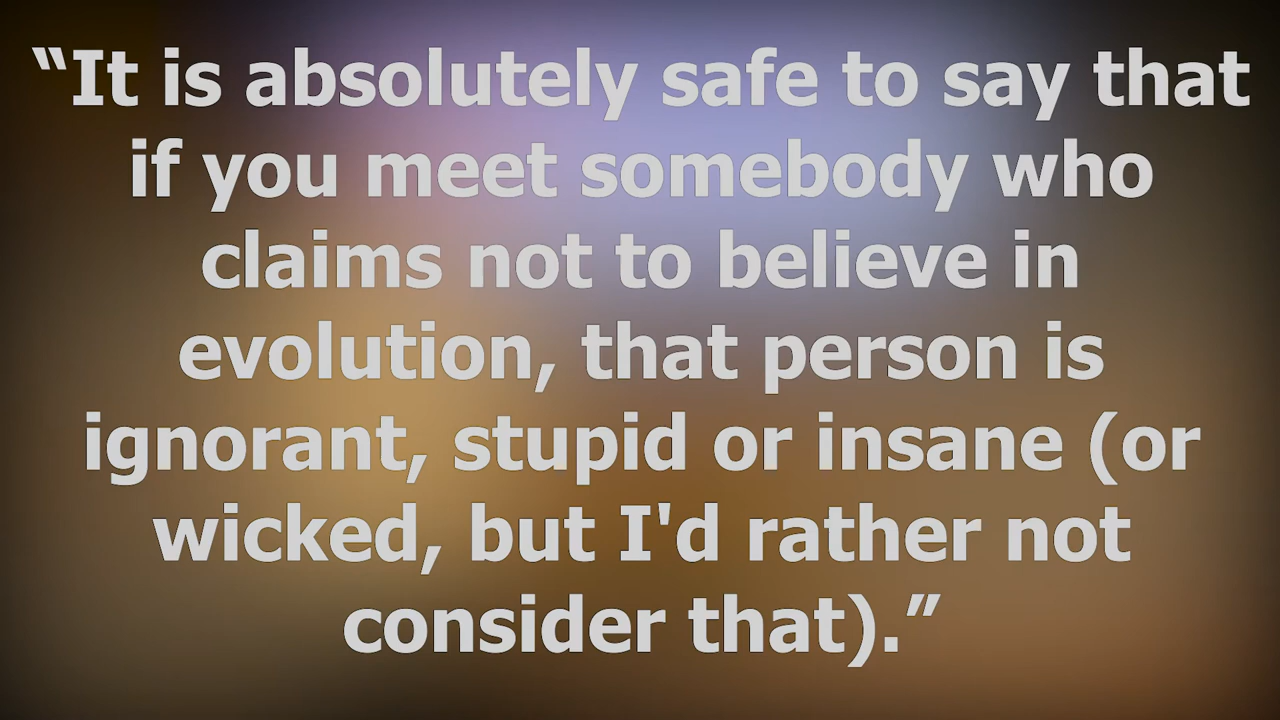 “It is absolutely safe to say that
if you meet somebody who
claims not to believe in
evolution, that person is
ignorant, stupid or insane (or
wicked, but I'd rather not
consider that).”